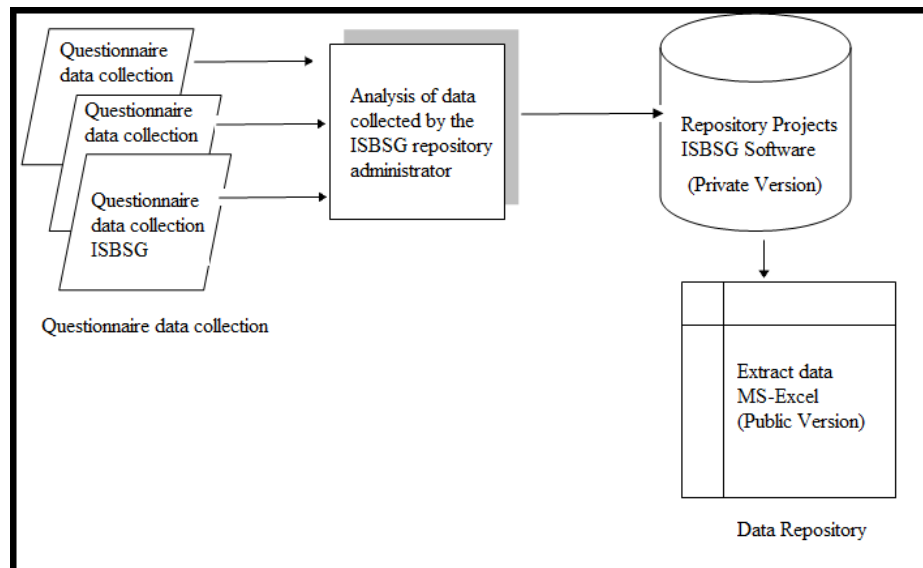 Questionnaire
data collection
Questionnaire
data collection
Questionnaire
data collection
ISBSG
Questionnaire data collection
Analysis of data
collected by the
ISBSG repository
administrator
Repository Projects
ISBSG Software
(Private Version)
Extract data
MS-Excel
(Public Version)
Data Repository